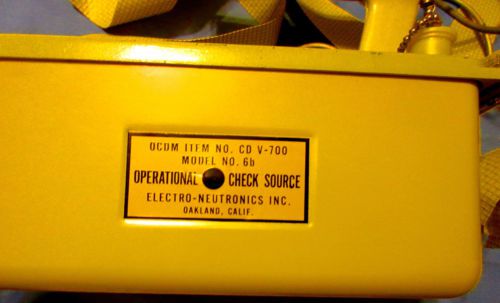 OCDM ITEM NO. CD V-700
MODEL NO. 6b
OPERATIONAL CHECK SOURCE
ELECTRO-NEUTRONICS INC.
OAKLAND, CALIF.